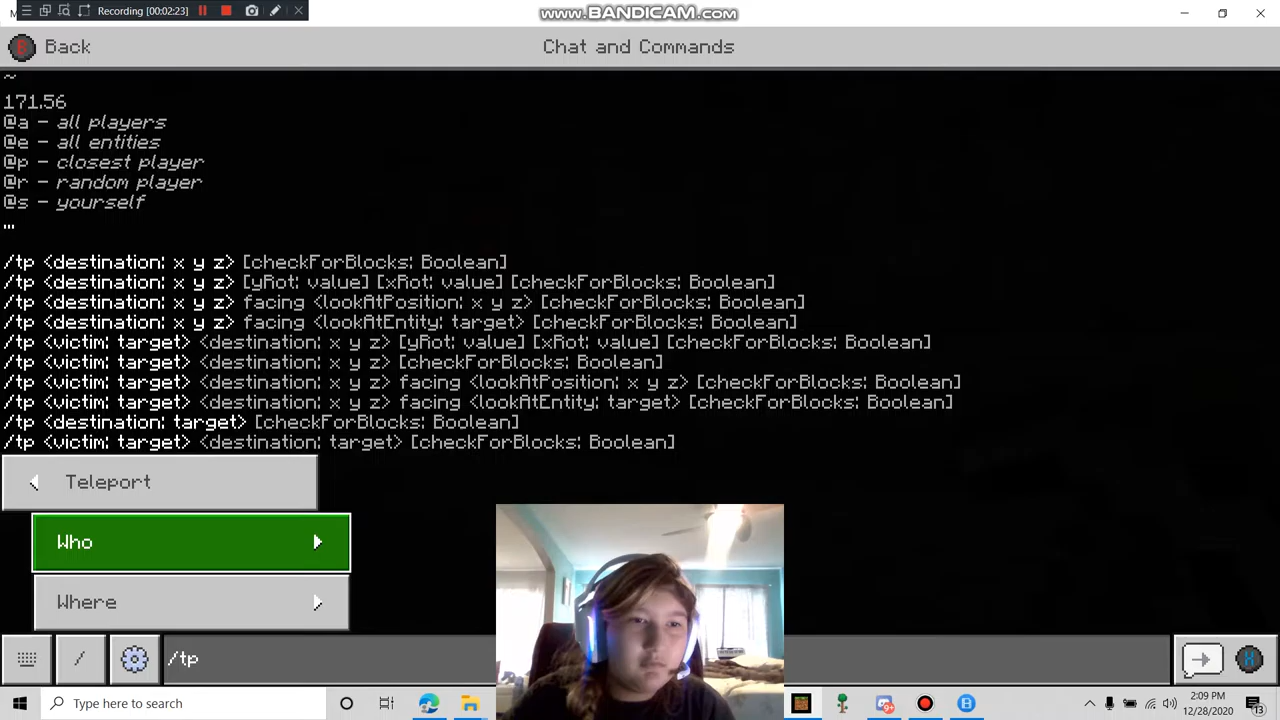 Recording [00:02:23]
www.BANDICAM.com
B Back
Chat and Commands
~
171.56
@a - all players
@e - all entities
@p - closest player
@r - random player
@s - yourself
/tp <destination: x y z> [checkForBlocks: Boolean]
/tp <destination: x y z> [yRot: value] [xRot: value] [checkForBlocks: Boolean]
/tp <destination: x y z> facing <lookAtPosition: x y z> [checkForBlocks: Boolean]
/tp <destination: x y z> facing <lookAtEntity: target> [checkForBlocks: Boolean]
/tp <victim: target> <destination: x y z> [yRot: value] [xRot: value] [checkForBlocks: Boolean]
/tp <victim: target> <destination: x y z> [checkForBlocks: Boolean]
/tp <victim: target> <destination: x y z> facing <lookAtPosition: x y z> [checkForBlocks: Boolean]
/tp <victim: target> <destination: x y z> facing <lookAtEntity: target> [checkForBlocks: Boolean]
/tp <destination: target> [checkForBlocks: Boolean]
/tp <victim: target> <destination: target> [checkForBlocks: Boolean]
Teleport
Who
Where
/
/tp
X
Type here to search
9+
2:09 PM
12/28/2020
13